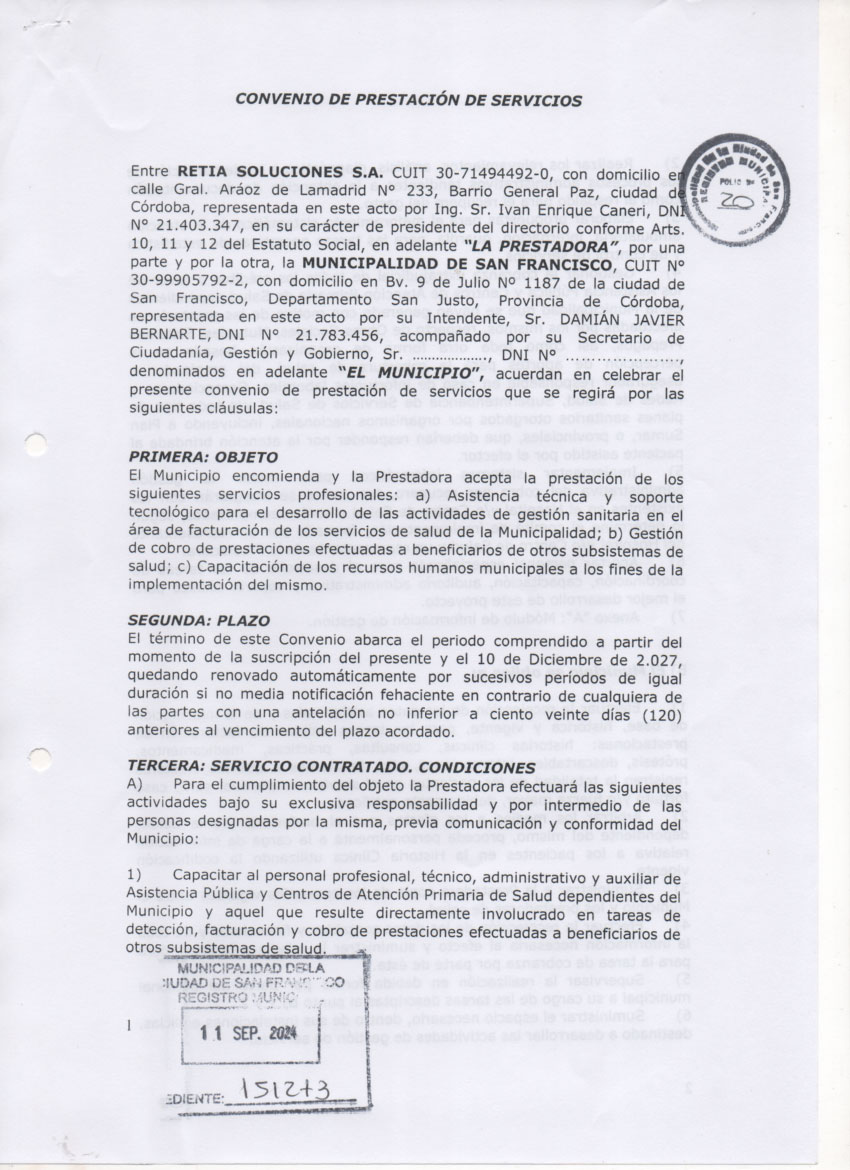 CONVENIO DE PRESTACIÓN DE SERVICIOS
Entre RETIA SOLUCIONES S.A. CUIT 30-71494492-0, con domicilio en
calle Gral. Aráoz de Lamadrid N° 233, Barrio General Paz, ciudad de
Córdoba, representada en este acto por Ing. Sr. Ivan Enrique Caneri, DNI
N° 21.403.347, en su carácter de presidente del directorio conforme Arts.
10, 11 y 12 del Estatuto Social, en adelante "LA PRESTADORA", por una
parte y por la otra, la MUNICIPALIDAD DE SAN FRANCISCO, CUIT Nº
30-99905792-2, con domicilio en Bv. 9 de Julio Nº 1187 de la ciudad de
San Francisco, Departamento San Justo, Provincia de Córdoba,
representada en este acto por su Intendente, Sr. DAMIÁN JAVIER
BERNARTE, DNI N° 21.783.456, acompañado por su Secretario de
Ciudadanía, Gestión y Gobierno, Sr. ..................., DNI N° ......................,
denominados en adelante "EL MUNICIPIO", acuerdan en celebrar el
presente convenio de prestación de servicios que se regirá por las
siguientes cláusulas:
PRIMERA: OBJETO
El Municipio encomienda y la Prestadora acepta la prestación de los
siguientes servicios profesionales: a) Asistencia técnica y soporte
tecnológico para el desarrollo de las actividades de gestión sanitaria en el
área de facturación de los servicios de salud de la Municipalidad; b) Gestión
de cobro de prestaciones efectuadas a beneficiarios de otros subsistemas de
salud; c) Capacitación de los recursos humanos municipales a los fines de la
implementación del mismo.
SEGUNDA: PLAZO
El término de este Convenio abarca el periodo comprendido a partir del
momento de la suscripción del presente y el 10 de Diciembre de 2.027,
quedando renovado automáticamente por sucesivos períodos de igual
duración si no media notificación fehaciente en contrario de cualquiera de
las partes con una antelación no inferior a ciento veinte días (120)
anteriores al vencimiento del plazo acordado.
TERCERA: SERVICIO CONTRATADO. CONDICIONES
A) Para el cumplimiento del objeto la Prestadora efectuará las siguientes
actividades bajo su exclusiva responsabilidad y por intermedio de las
personas designadas por la misma, previa comunicación y conformidad del
Municipio:
1) Capacitar al personal profesional, técnico, administrativo y auxiliar de
Asistencia Pública y Centros de Atención Primaria de Salud dependientes del
Municipio y aquel que resulte directamente involucrado en tareas de
detección, facturación y cobro de prestaciones efectuadas a beneficiarios de
otros subsistemas de salud.
1
MUNICIPALIDAD DE LA
CIUDAD DE SAN FRANCISCO
REGISTRO MUNIC
11 SEP. 2024
EDIENTE: 151273
de la Ciudad de San Franc
REGISTRO MUNICIPA
FOLIO Nº
20